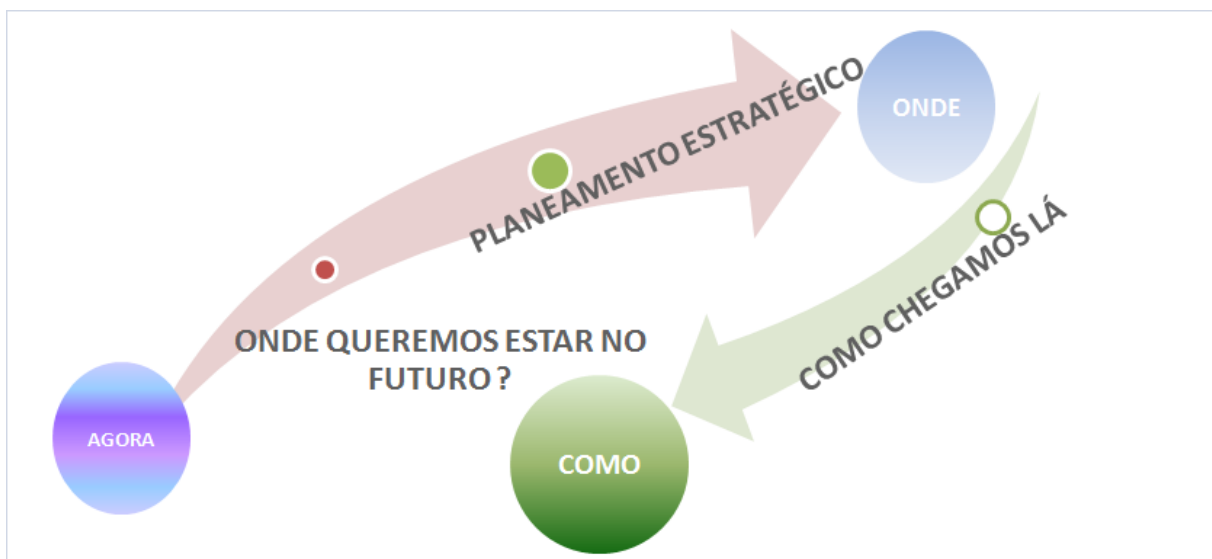 PLANEAMENTO ESTRATÉGICO
ONDE
COMO CHEGAMOS LÁ
ONDE QUEREMOS ESTAR NO
FUTURO ?
AGORA
COMO